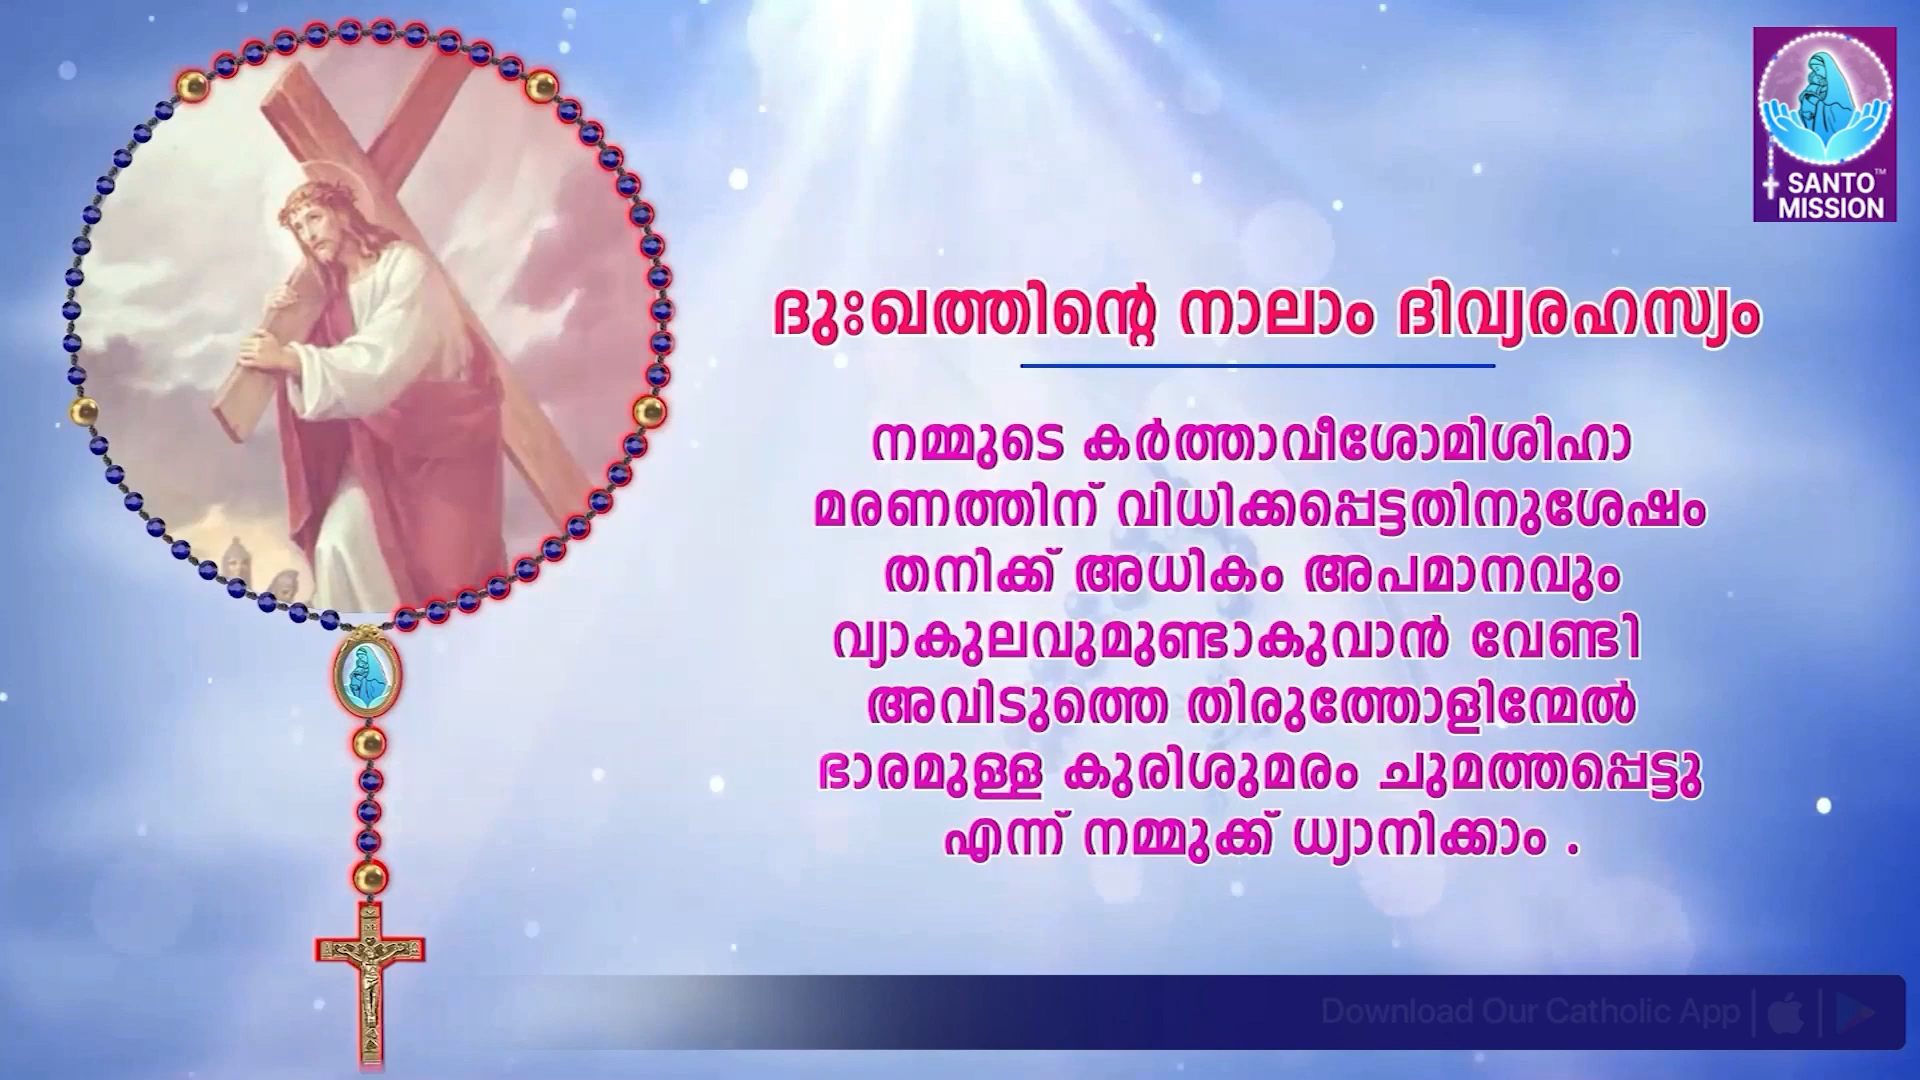 SANTO™
MISSION
ദുഃഖത്തിന്റെ നാലാം ദിവ്യരഹസ്യം
നമ്മുടെ കർത്താവീശോമിശിഹാ
മരണത്തിന് വിധിക്കപ്പെട്ടതിനുശേഷം
തനിക്ക് അധികം അപമാനവും
വ്യാകുലവുമുണ്ടാകുവാൻ വേണ്ടി
അവിടുത്തെ തിരുത്തോളിന്മേൽ
ഭാരമുള്ള കുരിശുമരം ചുമത്തപ്പെട്ടു
എന്ന് നമ്മുക്ക് ധ്യാനിക്കാം .
Download Our Catholic App